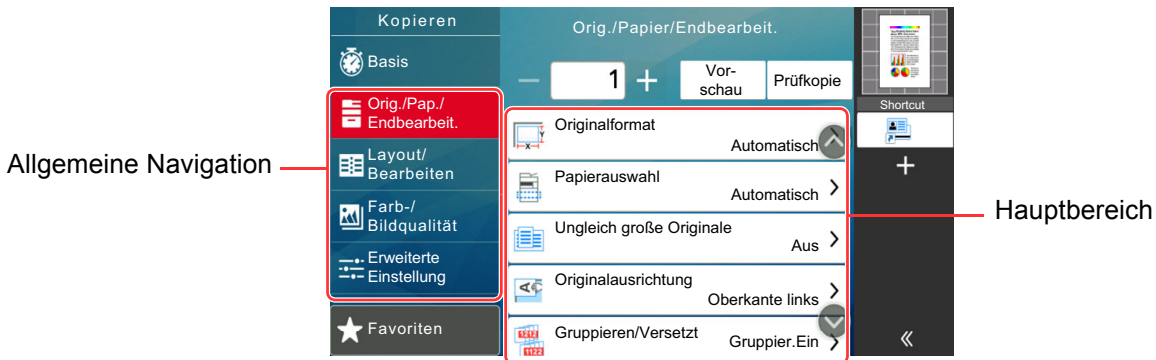 Allgemeine Navigation
Kopieren
Basis
Orig./Pap./
Endbearbeit.
Layout/
Bearbeiten
Farb-/
Bildqualität
Erweiterte
Einstellung
Favoriten
Orig./Papier/Endbearbeit.
1
Vor-
schau
Prüfkopie
Originalformat
Automatisch
Papierauswahl
Automatisch
Ungleich große Originale
Aus
Originalausrichtung
Oberkante links
Gruppieren/Versetzt
Gruppier.Ein
Shortcut
Hauptbereich